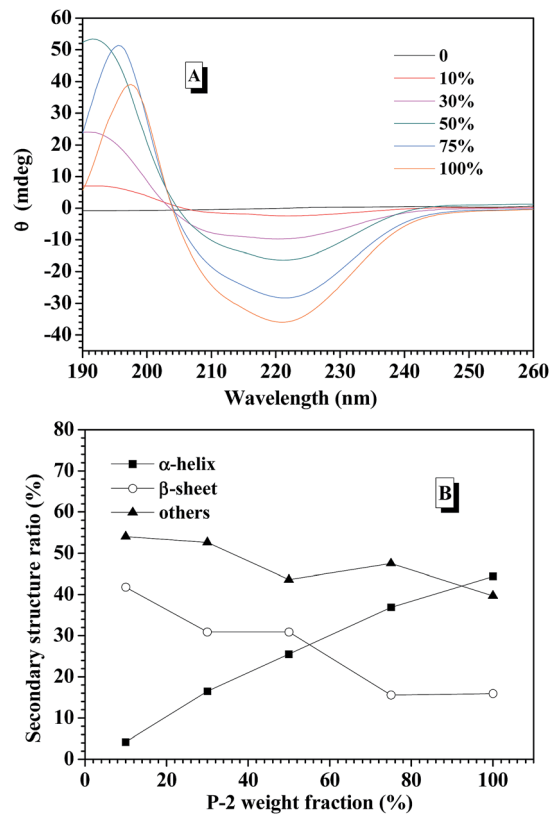 A
0
10%
30%
50%
75%
100%
60
50
40
30
20
10
0
-10
-20
-30
-40
θ (mdeg)
190 200 210 220 230 240 250 260
Wavelength (nm)
B
α-helix
β-sheet
others
80
70
60
50
40
30
20
10
0
Secondary structure ratio (%)
0 20 40 60 80 100
P-2 weight fraction (%)